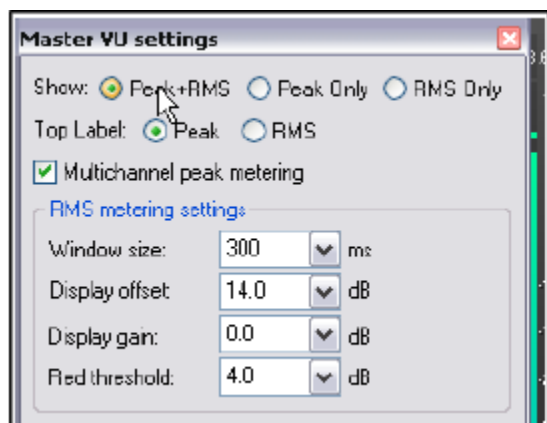 Master VU settings
Show: Peak+RMS Peak Only RMS Only
Top Label: Peak RMS
Multichannel peak metering
RMS metering settings
Window size: 300 ms
Display offset: 14.0 dB
Display gain: 0.0 dB
Red threshold: 4.0 dB